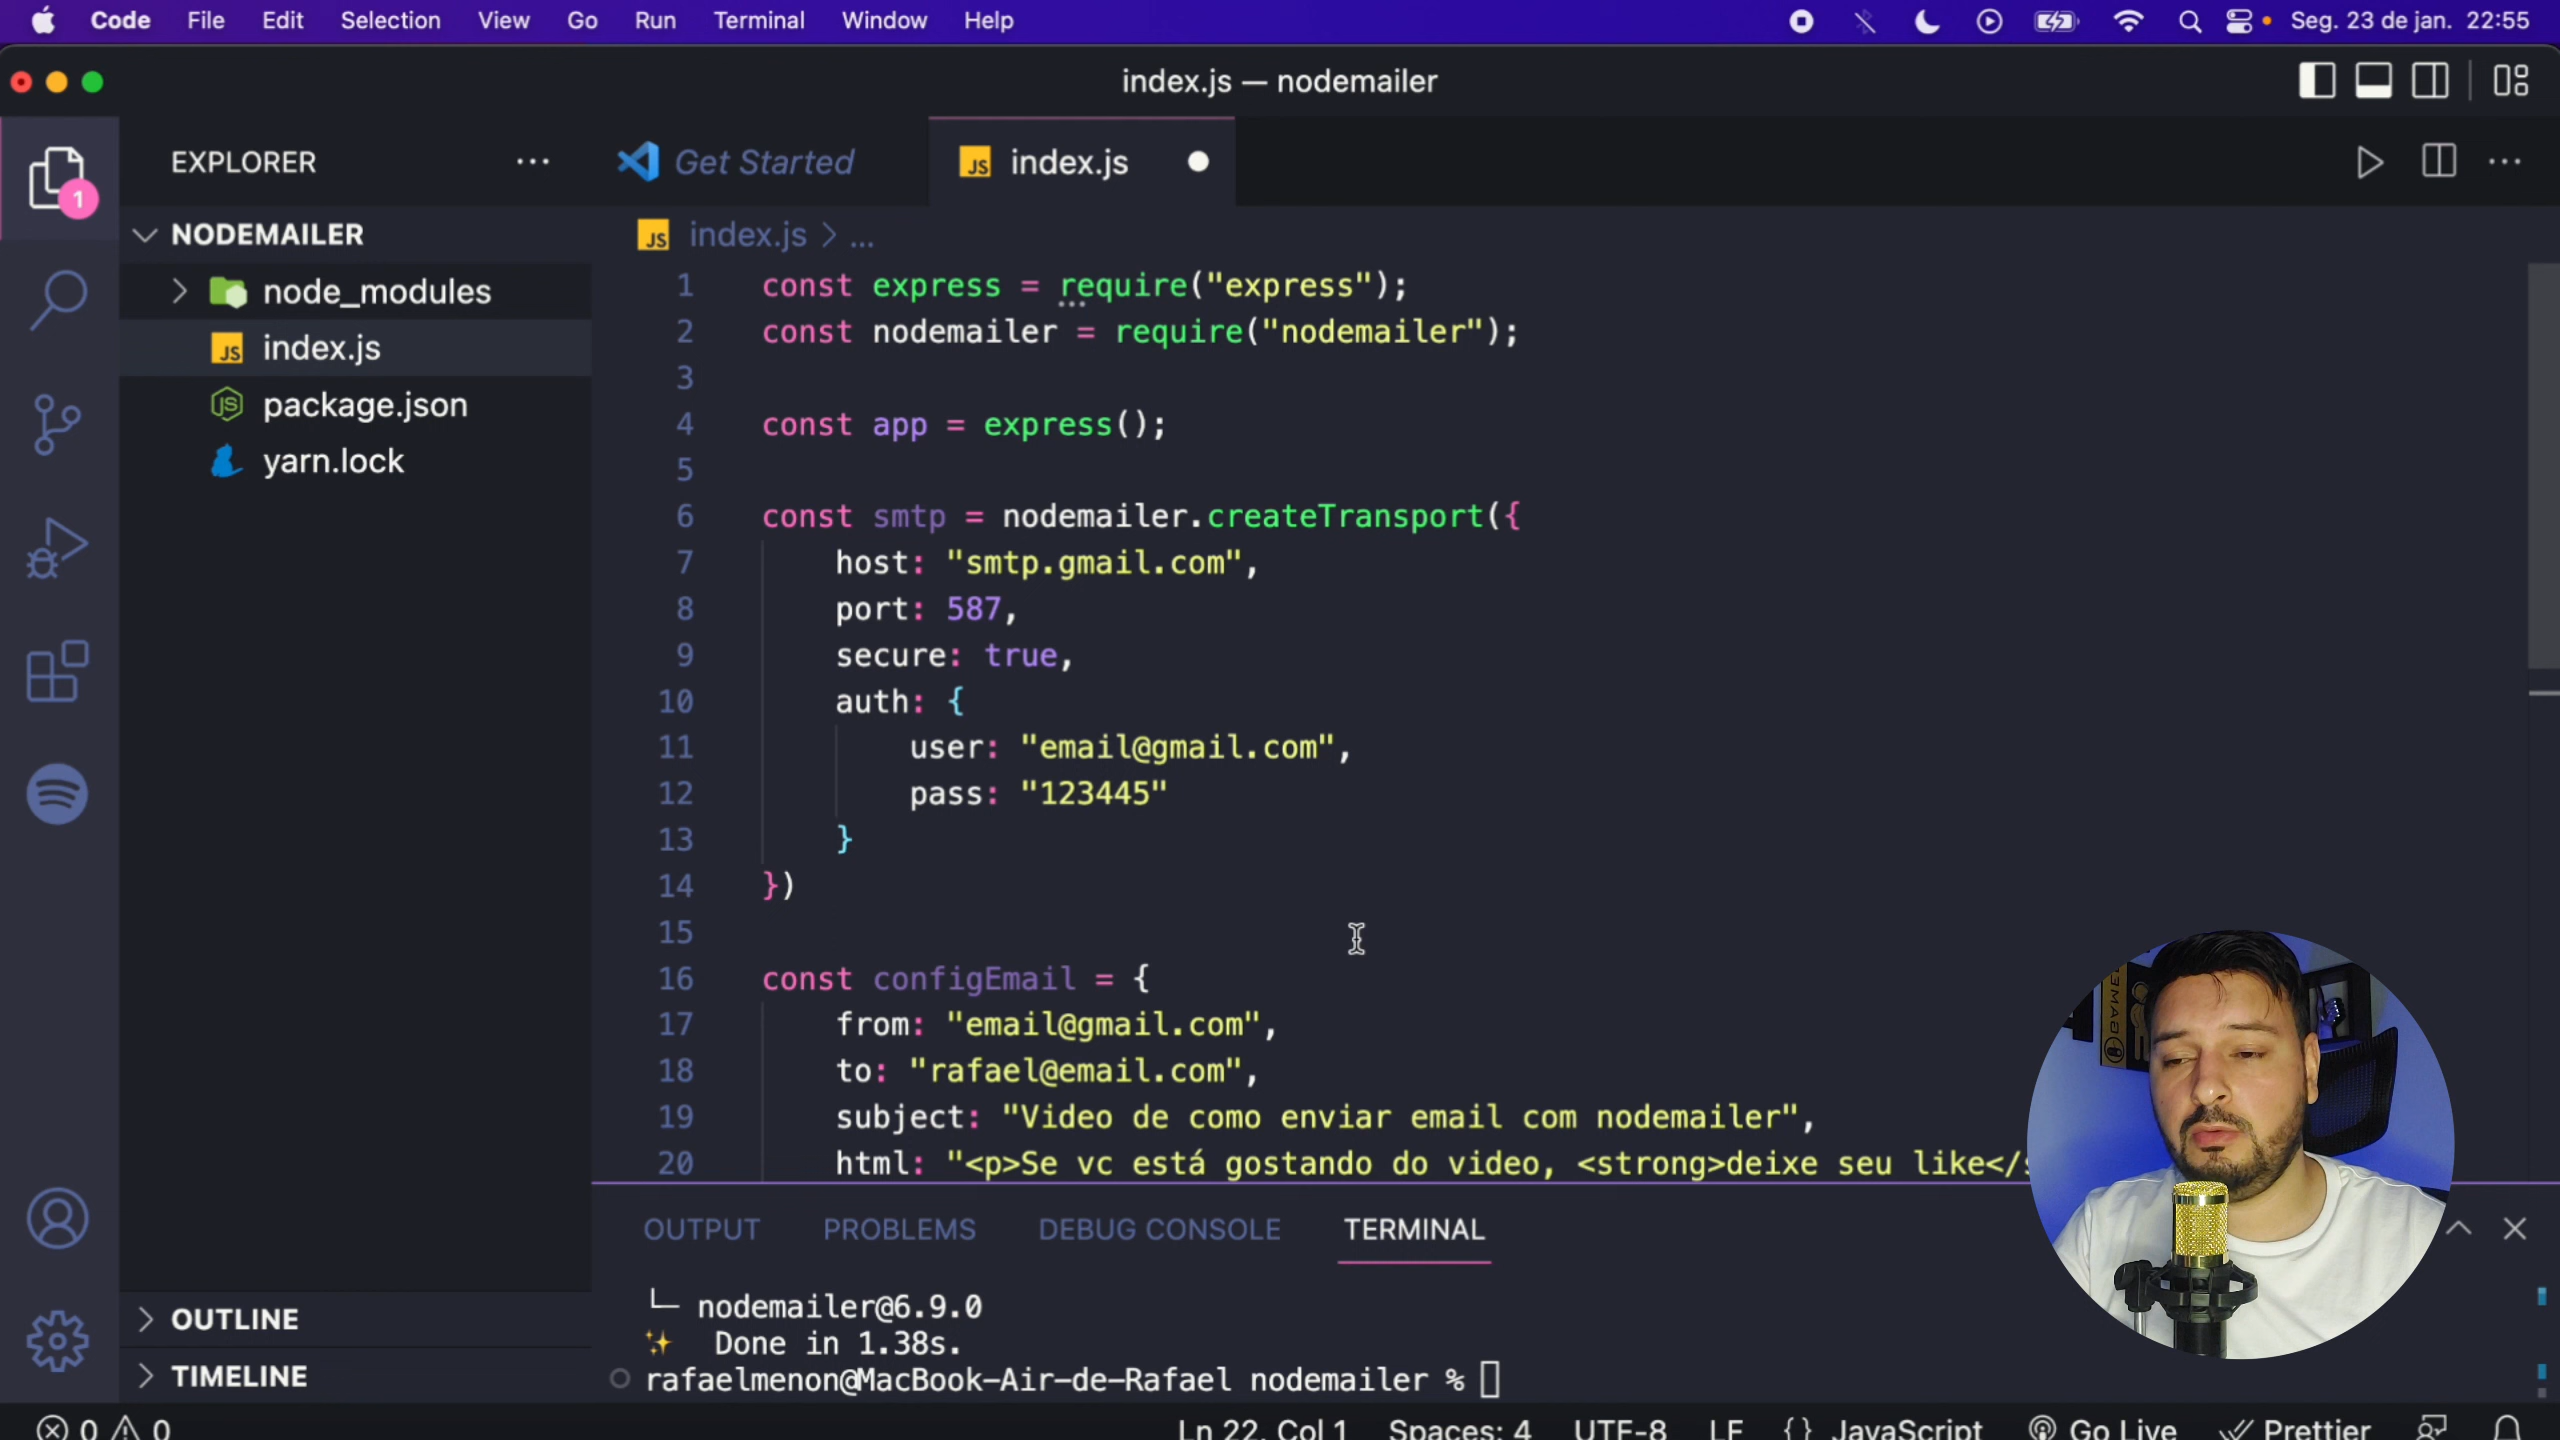 Code File Edit Selection View Go Run Terminal Window Help Seg. 23 de jan. 22:55
index.js — nodemailer
EXPLORER ··· Get Started JS index.js ···
1
NODEMAILER JS index.js > ...
node_modules
JS index.js
package.json
yarn.lock
1 const express = require("express");
2 const nodemailer = require("nodemailer");
3
4 const app = express();
5
6 const smtp = nodemailer.createTransport({
7 host: "smtp.gmail.com",
8 port: 587,
9 secure: true,
10 auth: {
11 user: "email@gmail.com",
12 pass: "123445"
13 }
14 })
15
16 const configEmail = {
17 from: "email@gmail.com",
18 to: "rafael@email.com",
19 subject: "Video de como enviar email com nodemailer",
20 html: "<p>Se vc está gostando do video, <strong>deixe seu like</
OUTPUT PROBLEMS DEBUG CONSOLE TERMINAL
└─ nodemailer@6.9.0
✨ Done in 1.38s.
rafaelmenon@MacBook-Air-de-Rafael nodemailer %
OUTLINE
TIMELINE
0 0 Ln 22, Col 1 Spaces: 4 UTF-8 LF {} JavaScript Go Live Prettier